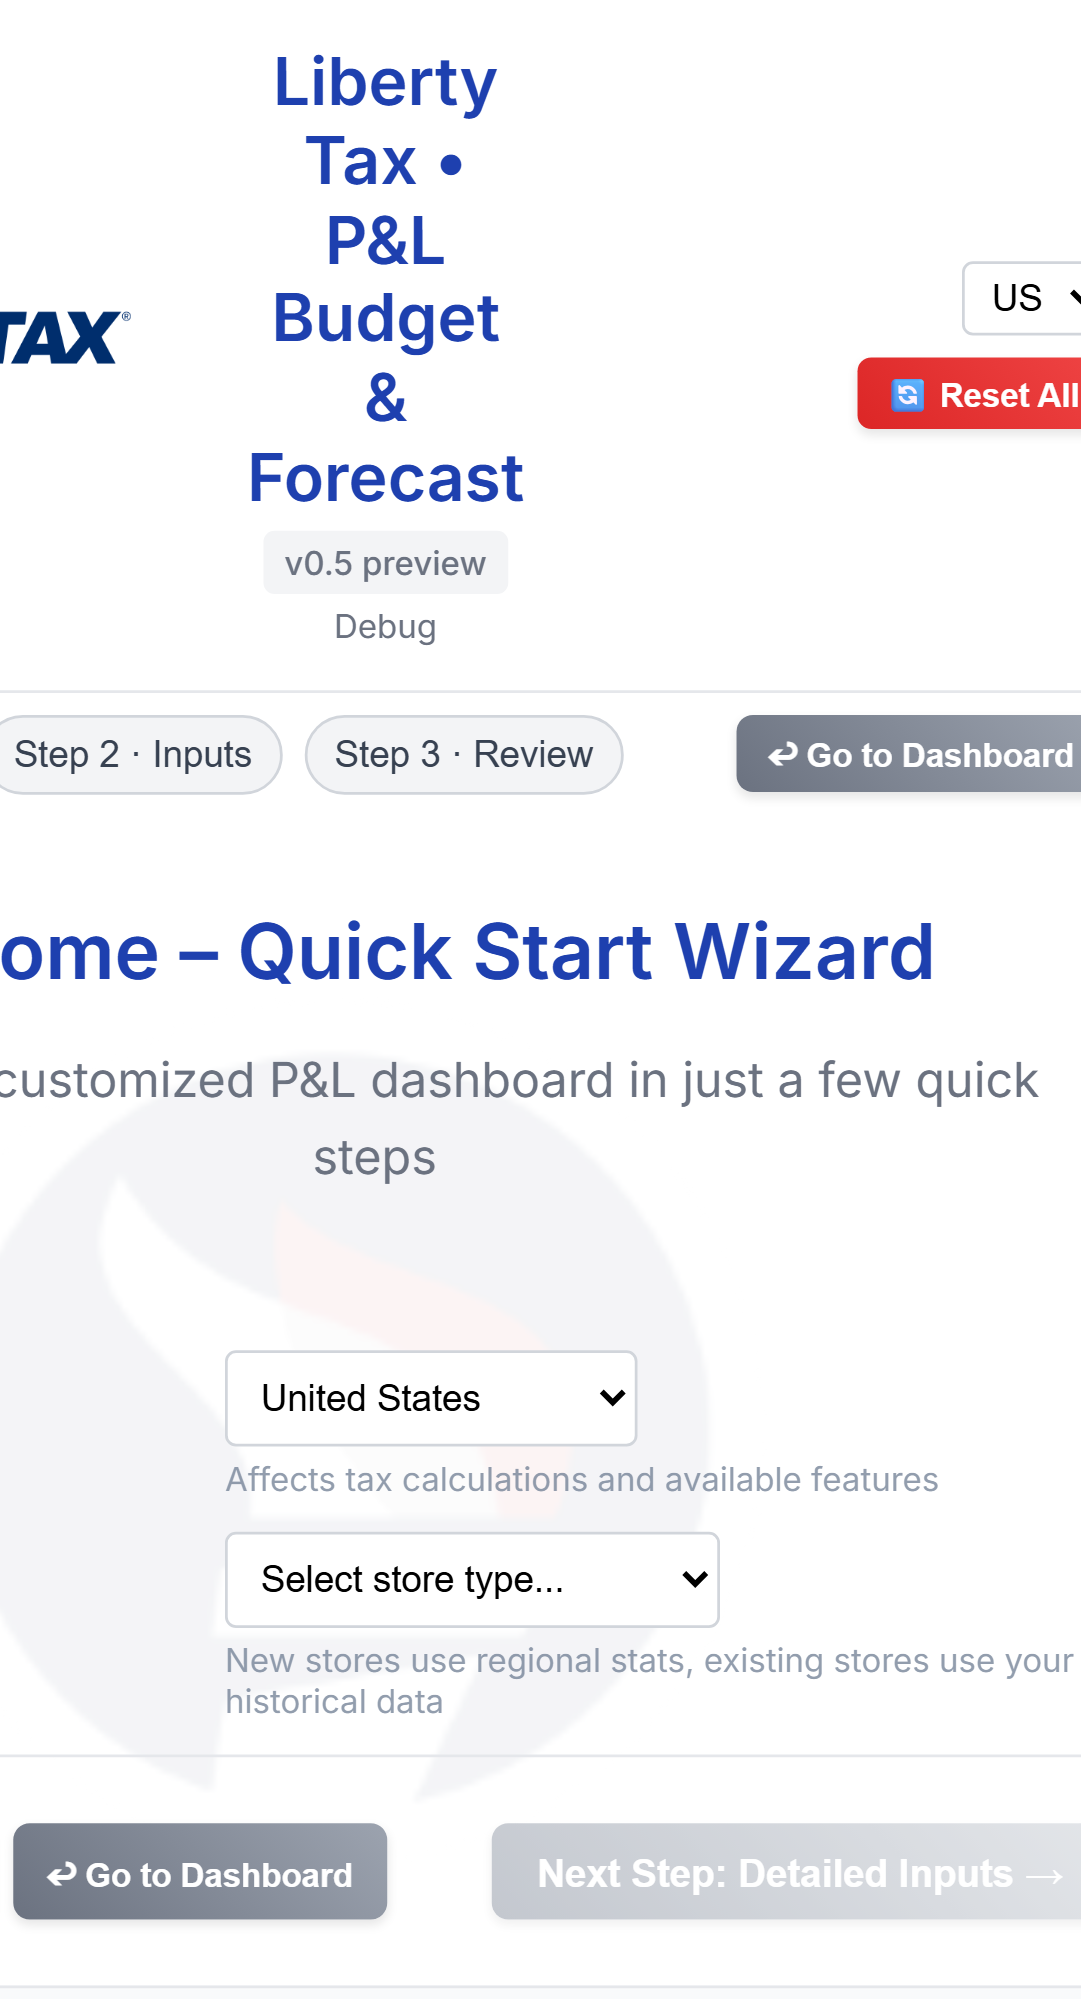 Liberty
Tax •
P&L
Budget
&
Forecast
TAX®
US
Reset All
v0.5 preview
Debug
Step 2 · Inputs
Step 3 · Review
↩ Go to Dashboard
ome – Quick Start Wizard
customized P&L dashboard in just a few quick
steps
United States
Affects tax calculations and available features
Select store type...
New stores use regional stats, existing stores use your
historical data
↩ Go to Dashboard
Next Step: Detailed Inputs →